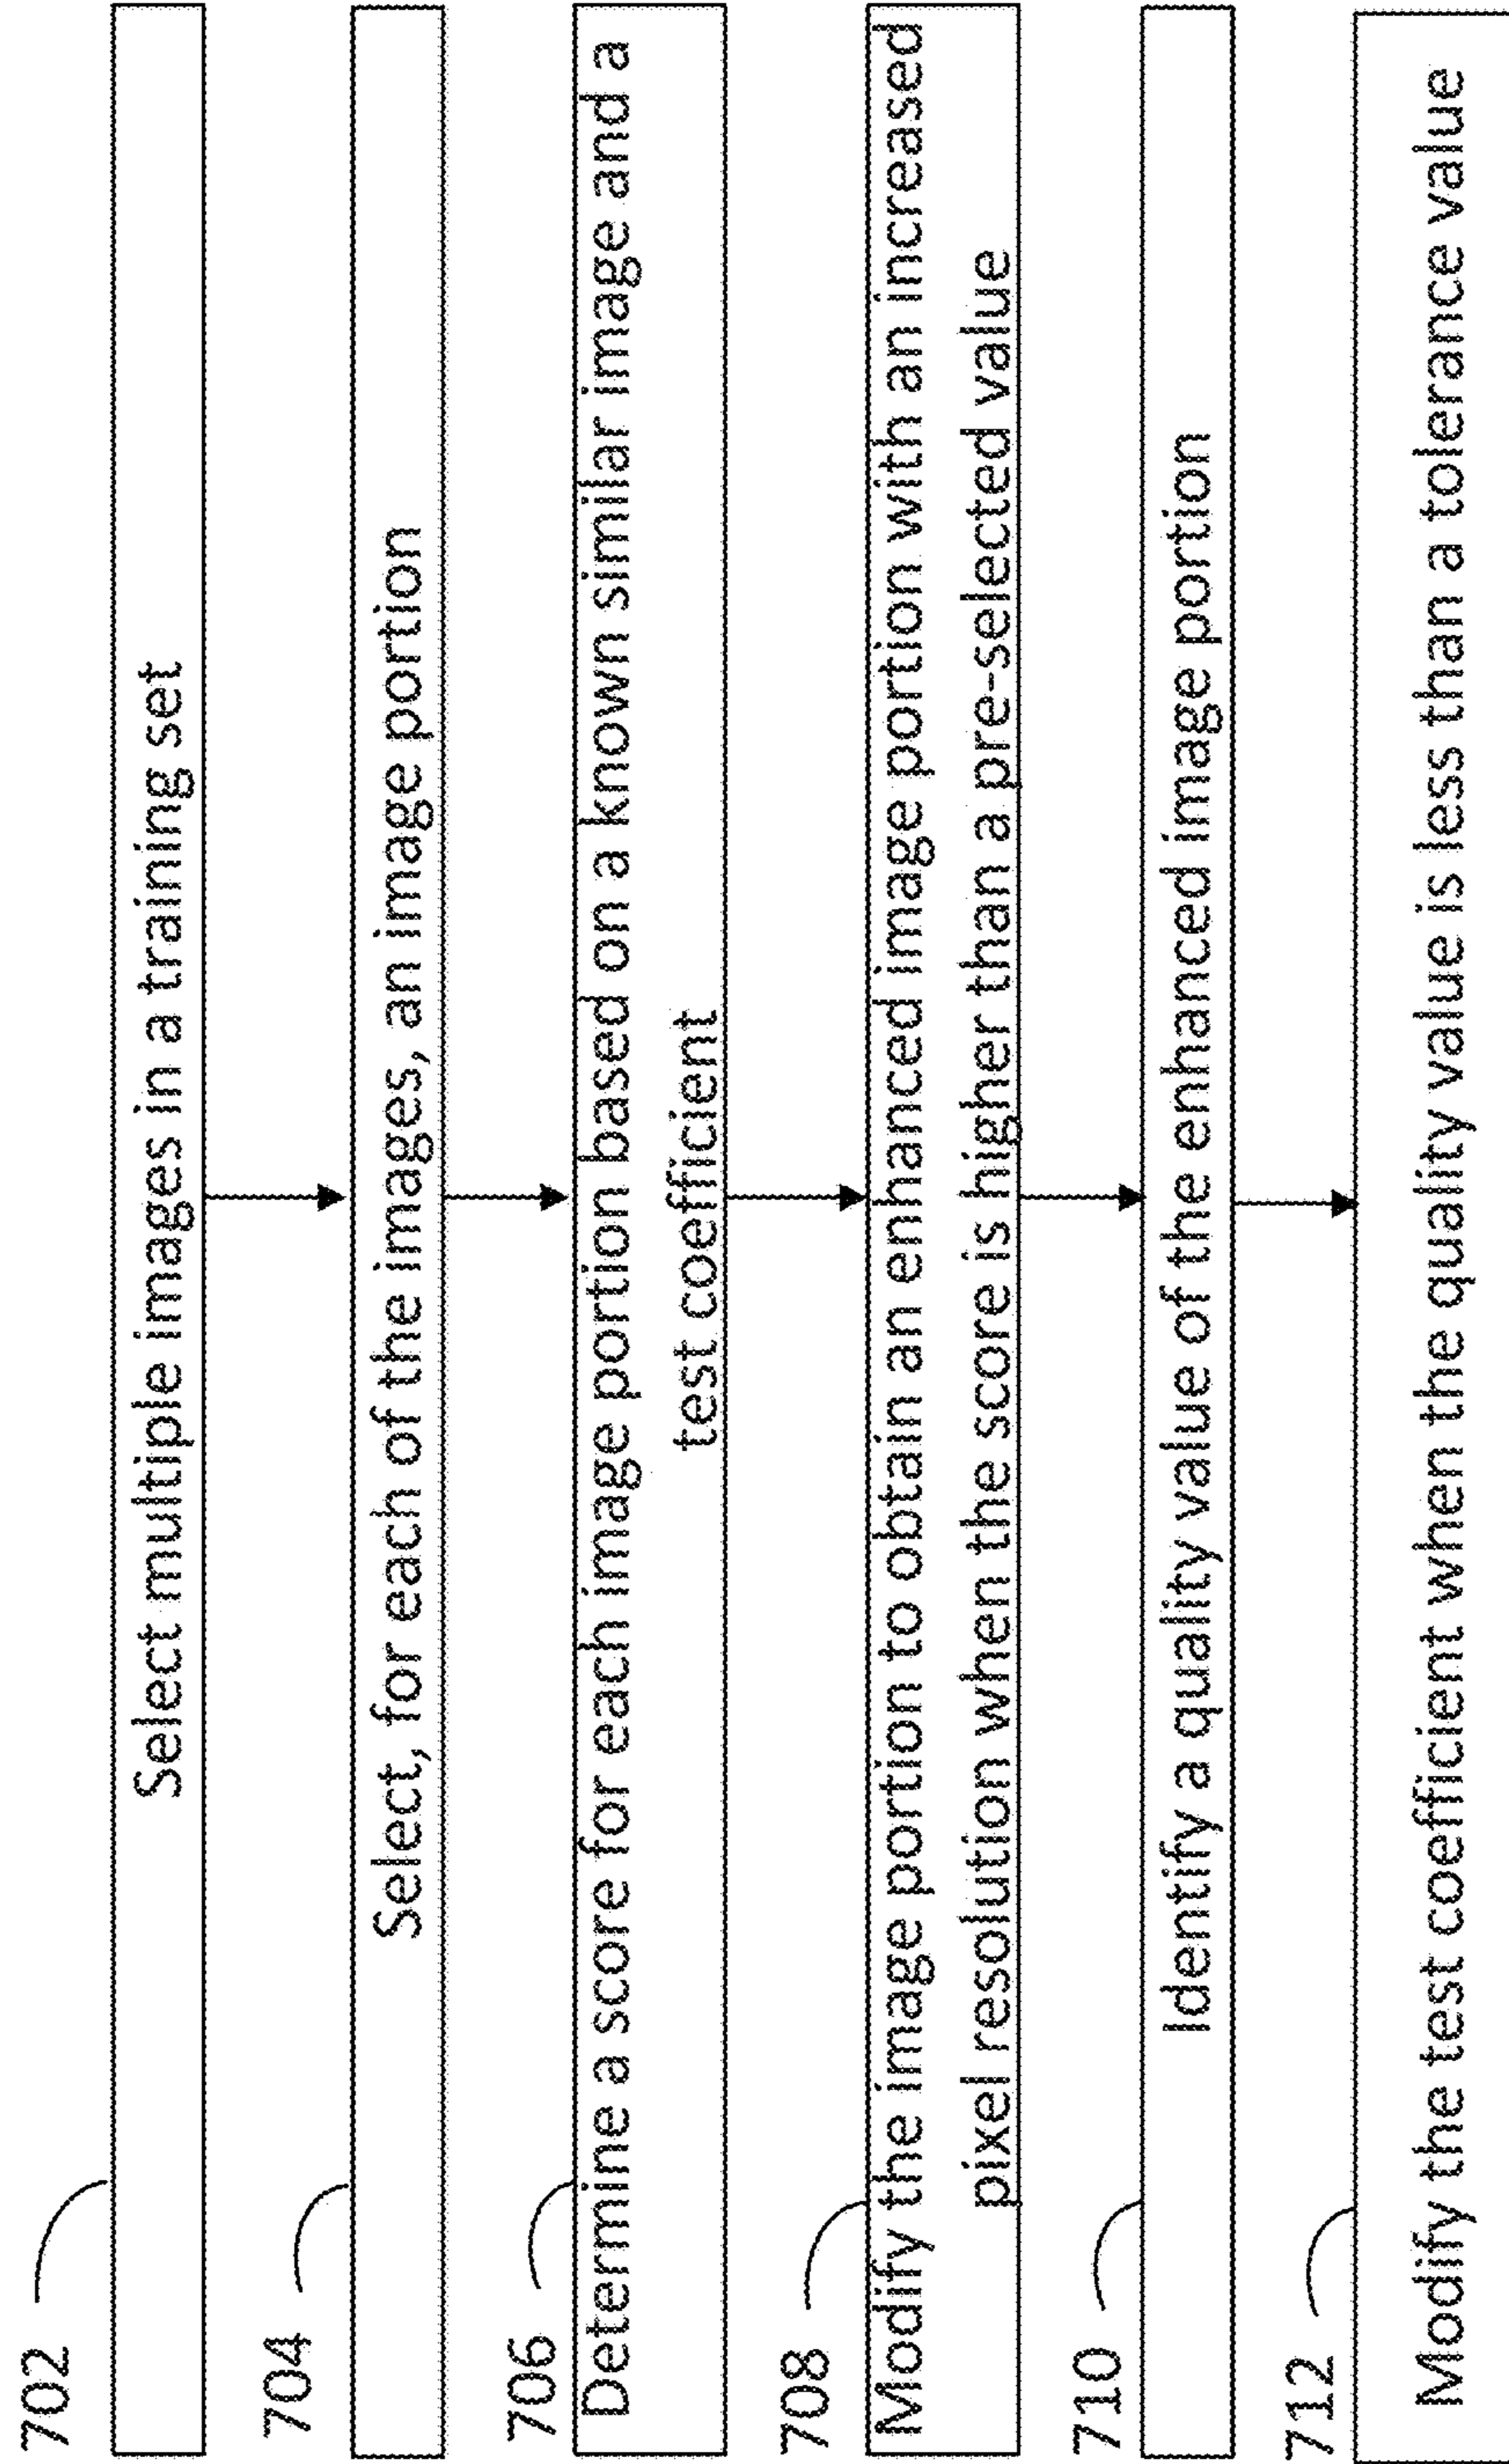 702
Select multiple images in a training set
704
Select, for each of the images, an image portion
706
Determine a score for each image portion based on a known similar image and a
test coefficient
708
Modify the image portion to obtain an enhanced image portion with an increased
pixel resolution when the score is higher than a pre-selected value
710
Identify a quality value of the enhanced image portion
712
Modify the test coefficient when the quality value is less than a tolerance value